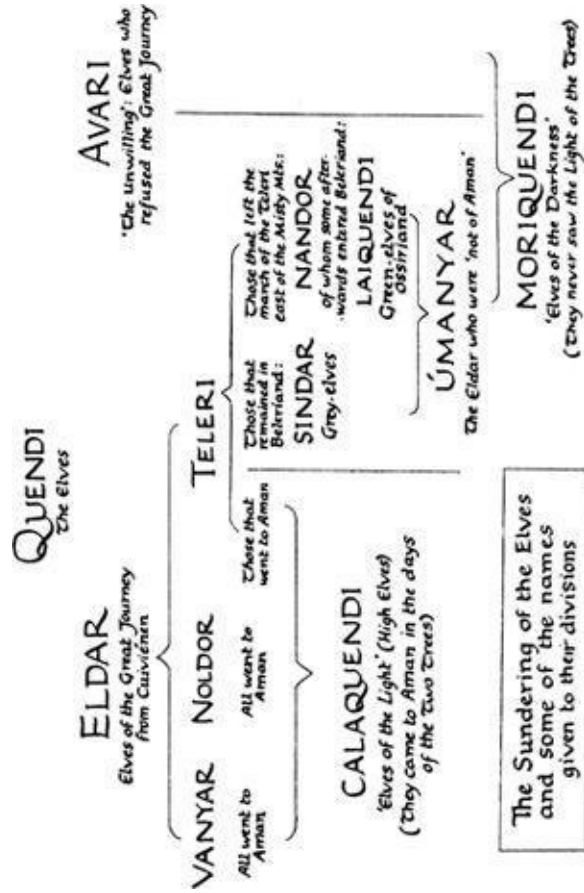 QUENDI
The Elves
ELDAR
Elves of the Great Journey
from Cuiviénen
AVARI
'The Unwilling': Elves who
refused the Great Journey
VANYAR
All went to
Aman
NOLDOR
All went to
Aman
TELERI
Those that
went to Aman
Those that
remained in
Beleriand:
SINDAR
Grey-elves
Those that left the
march of the Teleri
east of the Misty Mts.:
NANDOR
of whom some after-
-wards entered Beleriand:
LAIQUENDI
Green-elves of
Ossiriand
CALAQUENDI
'Elves of the Light' (High Elves)
(They came to Aman in the days
of the Two Trees)
ÚMANYAR
The Eldar who were 'not of Aman'
MORIQUENDI
'Elves of the Darkness'
(They never saw the Light of the Trees)
The Sundering of the Elves
and some of the names
given to their divisions